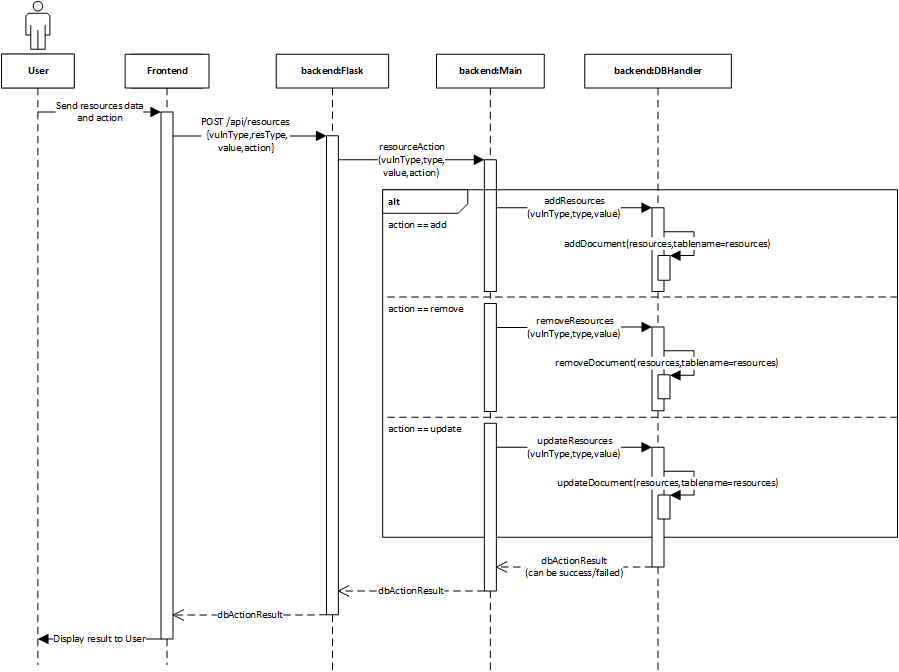 User
Frontend
backend:Flask
backend:Main
backend:DBHandler
Send resources data
and action
POST /api/resources
{vulnType,resType,
value,action}
resourceAction
(vulnType,type,
value,action)
alt
action == add
addResources
(vulnType,type,value)
addDocument(resources,tablename=resources)
action == remove
removeResources
(vulnType,type,value)
removeDocument(resources,tablename=resources)
action == update
updateResources
(vulnType,type,value)
updateDocument(resources,tablename=resources)
dbActionResult
(can be success/failed)
dbActionResult
dbActionResult
Display result to User